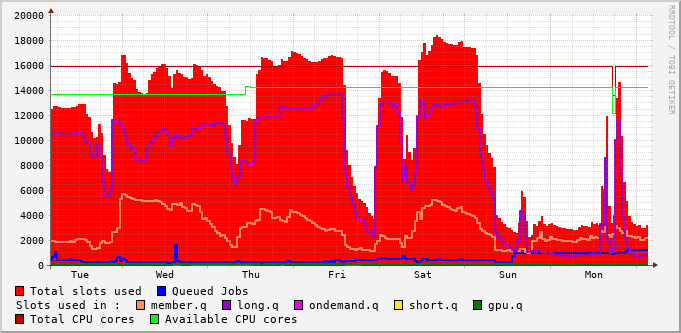 20000
18000
16000
14000
12000
10000
8000
6000
4000
2000
0
Tue Wed Thu Fri Sat Sun Mon
RRDTOOL / TOBI OETIKER
Total slots used Queued Jobs
Slots used in : member.q long.q ondemand.q short.q gpu.q
Total CPU cores Available CPU cores